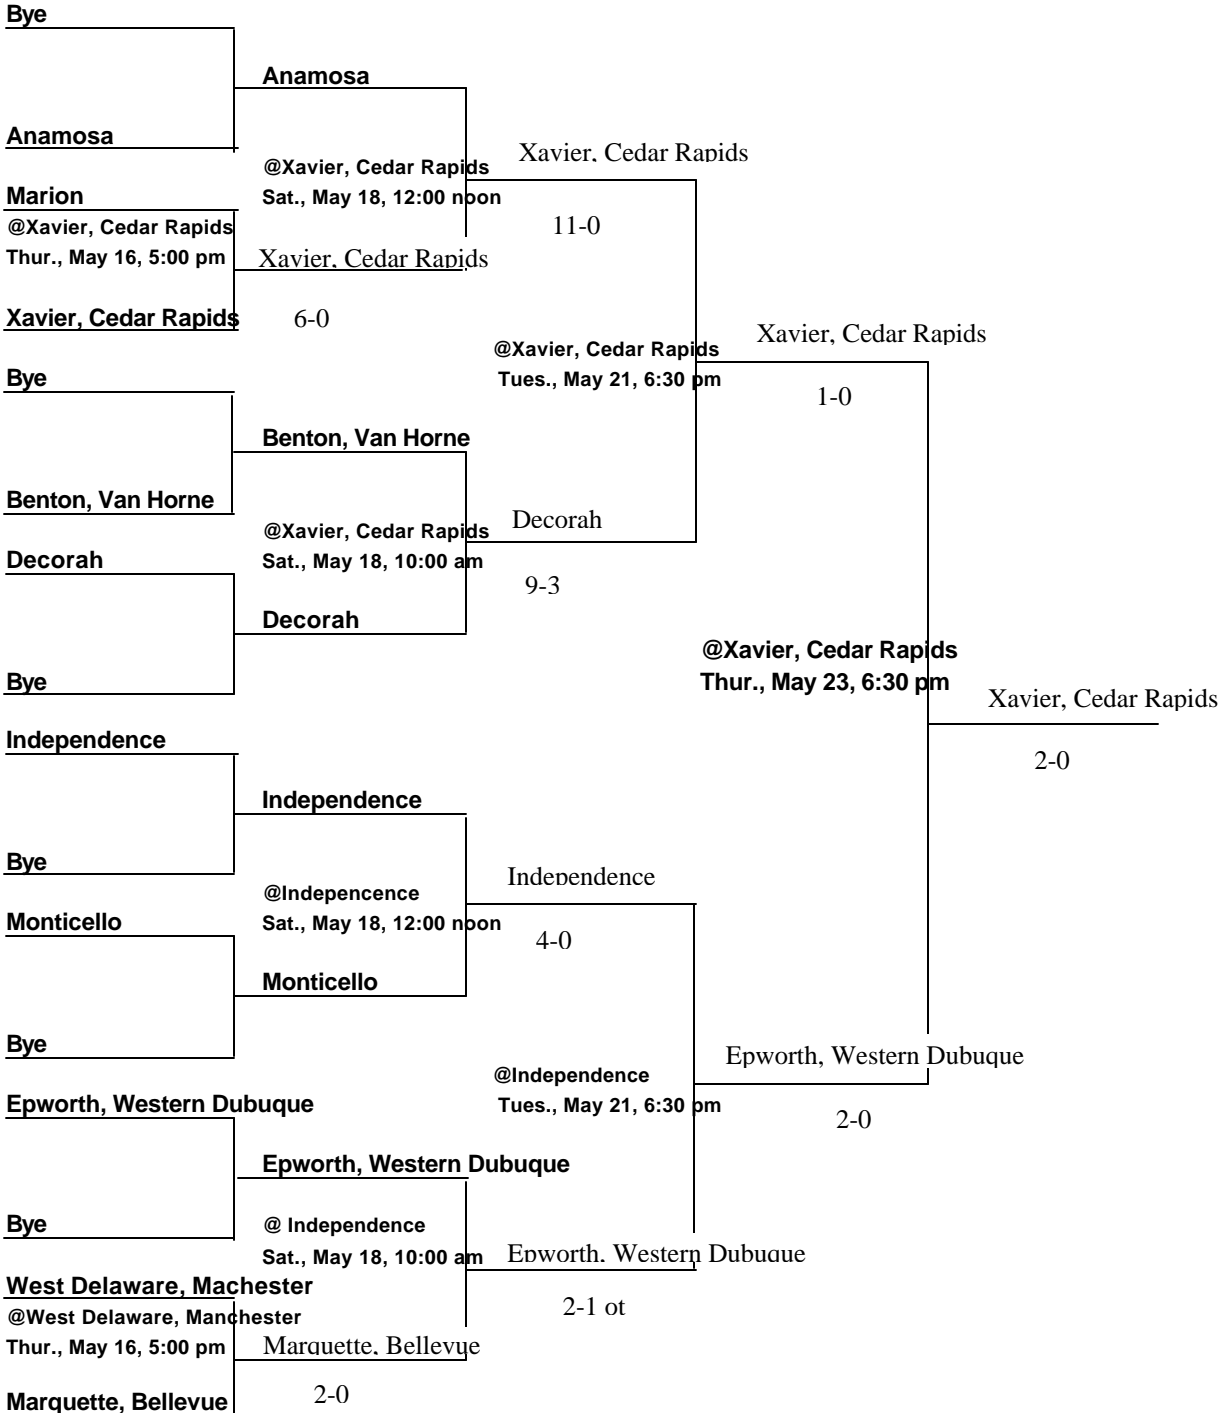 Bye
Anamosa
Anamosa
Xavier, Cedar Rapids
@Xavier, Cedar Rapids
Marion
Sat., May 18, 12:00 noon
@Xavier, Cedar Rapids
11-0
Thur., May 16, 5:00 pm
Xavier, Cedar Rapids
Xavier, Cedar Rapids
6-0
Xavier, Cedar Rapids
@Xavier, Cedar Rapids
Bye
Tues., May 21, 6:30 pm
1-0
Benton, Van Horne
Benton, Van Horne
Decorah
@Xavier, Cedar Rapids
Decorah
Sat., May 18, 10:00 am
9-3
Decorah
@Xavier, Cedar Rapids
Bye
Thur., May 23, 6:30 pm
Xavier, Cedar Rapids
Independence
2-0
Independence
Bye
Independence
@Indepencence
Monticello
Sat., May 18, 12:00 noon
4-0
Monticello
Bye
Epworth, Western Dubuque
@Independence
Epworth, Western Dubuque
Tues., May 21, 6:30 pm
2-0
Epworth, Western Dubuque
Bye
@ Independence
Sat., May 18, 10:00 am
Epworth, Western Dubuque
West Delaware, Machester
2-1 ot
@West Delaware, Manchester
Thur., May 16, 5:00 pm
Marquette, Bellevue
2-0
Marquette, Bellevue